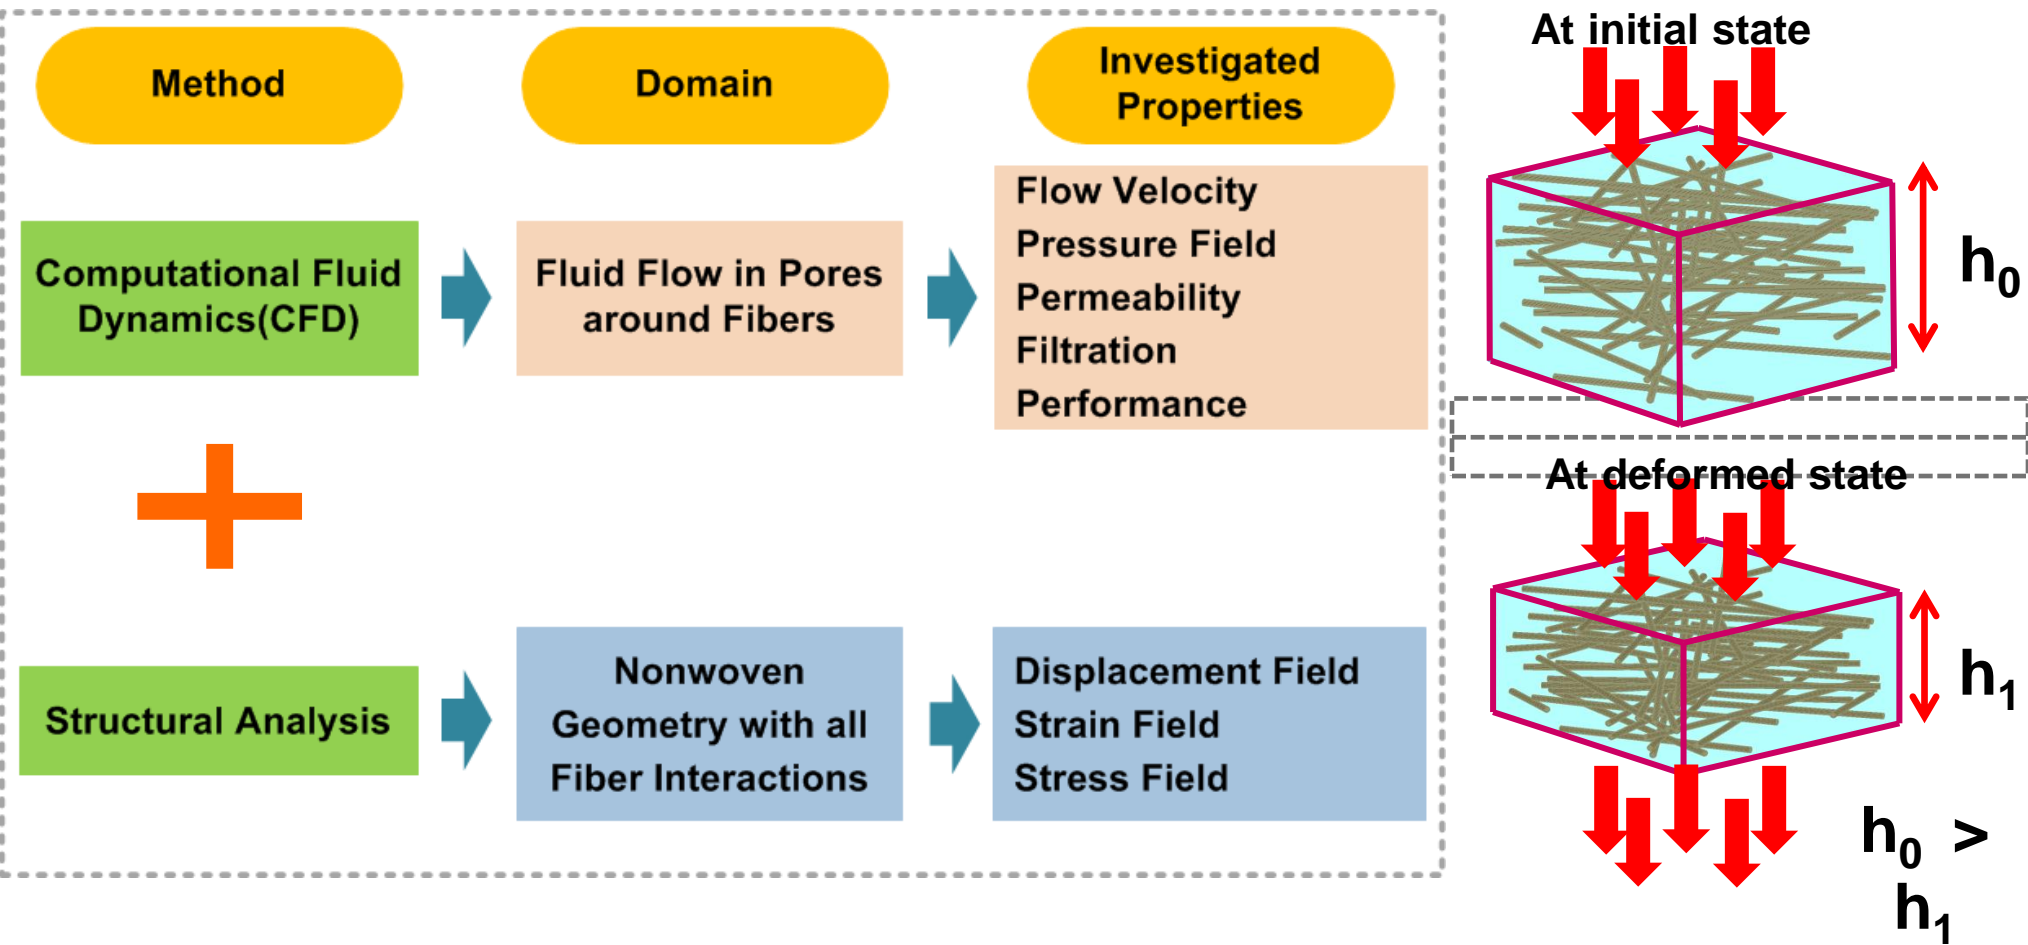 Method
Domain
Investigated
Properties
Computational Fluid
Dynamics(CFD)
Fluid Flow in Pores
around Fibers
Flow Velocity
Pressure Field
Permeability
Filtration
Performance
Structural Analysis
Nonwoven
Geometry with all
Fiber Interactions
Displacement Field
Strain Field
Stress Field
At initial state
h₀
At deformed state
h₁
h₀ >
h₁